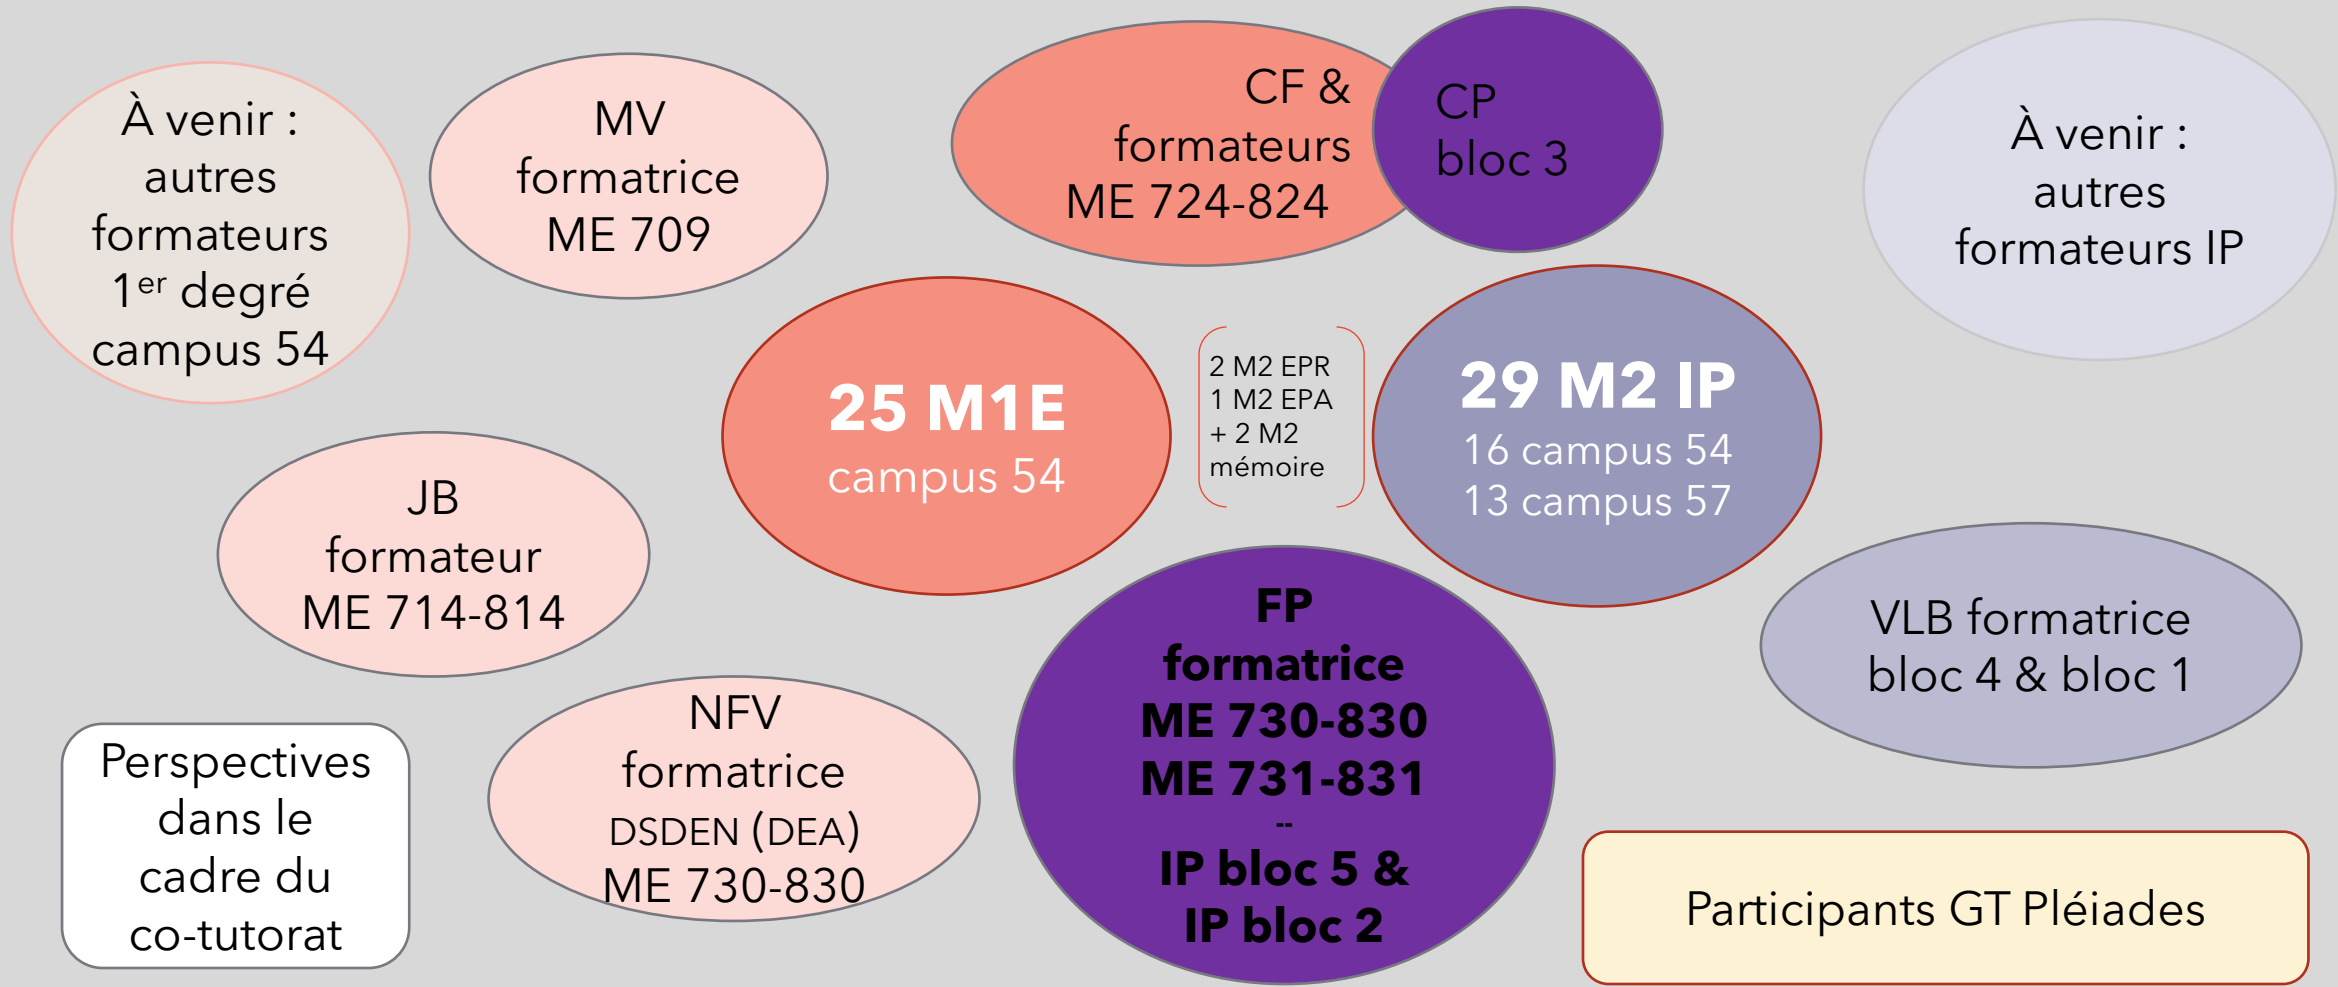 À venir :
autres
formateurs
1er degré
campus 54
MV
formatrice
ME 709
CF &
formateurs
ME 724-824
CP
bloc 3
À venir :
autres
formateurs IP
25 M1E
campus 54
2 M2 EPR
1 M2 EPA
+ 2 M2
mémoire
29 M2 IP
16 campus 54
13 campus 57
JB
formateur
ME 714-814
NFV
formatrice
DSDEN (DEA)
ME 730-830
FP
formatrice
ME 730-830
ME 731-831
--
IP bloc 5 &
IP bloc 2
VLB formatrice
bloc 4 & bloc 1
Perspectives
dans le
cadre du
co-tutorat
Participants GT Pléiades